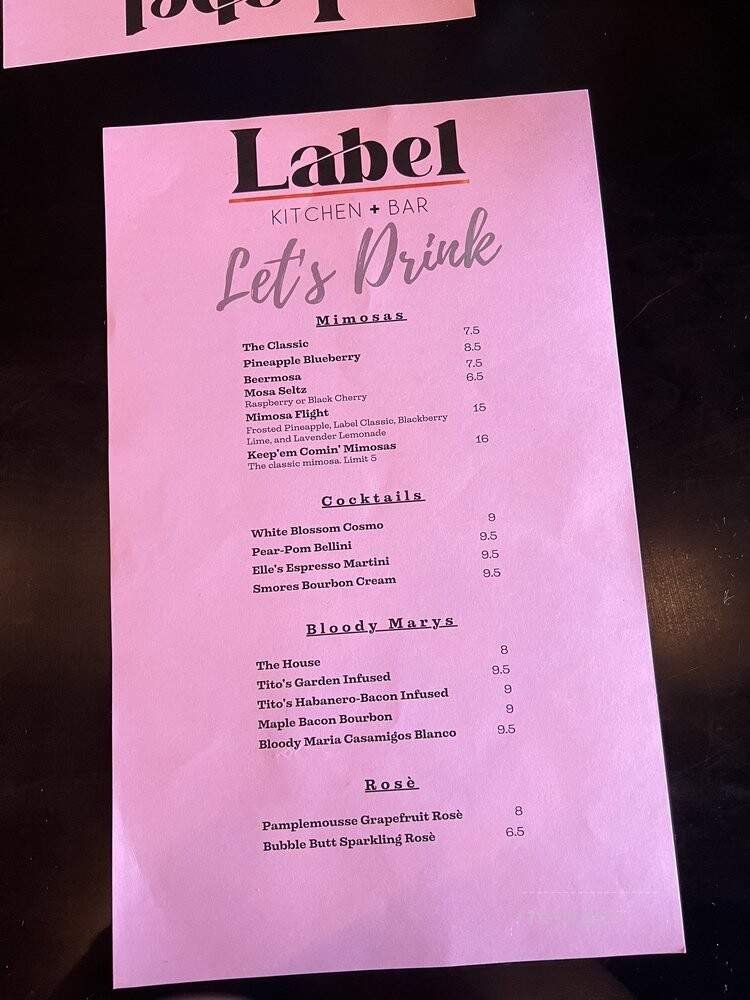 Label
Label
KITCHEN + BAR
Let's Drink
Mimosas
The Classic 7.5
Pineapple Blueberry 8.5
Beermosa 7.5
Mosa Seltz 6.5
Raspberry or Black Cherry
Mimosa Flight 15
Frosted Pineapple, Label Classic, Blackberry
Lime, and Lavender Lemonade
Keep'em Comin' Mimosas 16
The classic mimosa. Limit 5
Cocktails
White Blossom Cosmo 9
Pear-Pom Bellini 9.5
Elle's Espresso Martini 9.5
Smores Bourbon Cream 9.5
Bloody Marys
The House 8
Tito's Garden Infused 9.5
Tito's Habanero-Bacon Infused 9
Maple Bacon Bourbon 9
Bloody Maria Casamigos Blanco 9.5
Rosè
Pamplemousse Grapefruit Rosè 8
Bubble Butt Sparkling Rosè 6.5